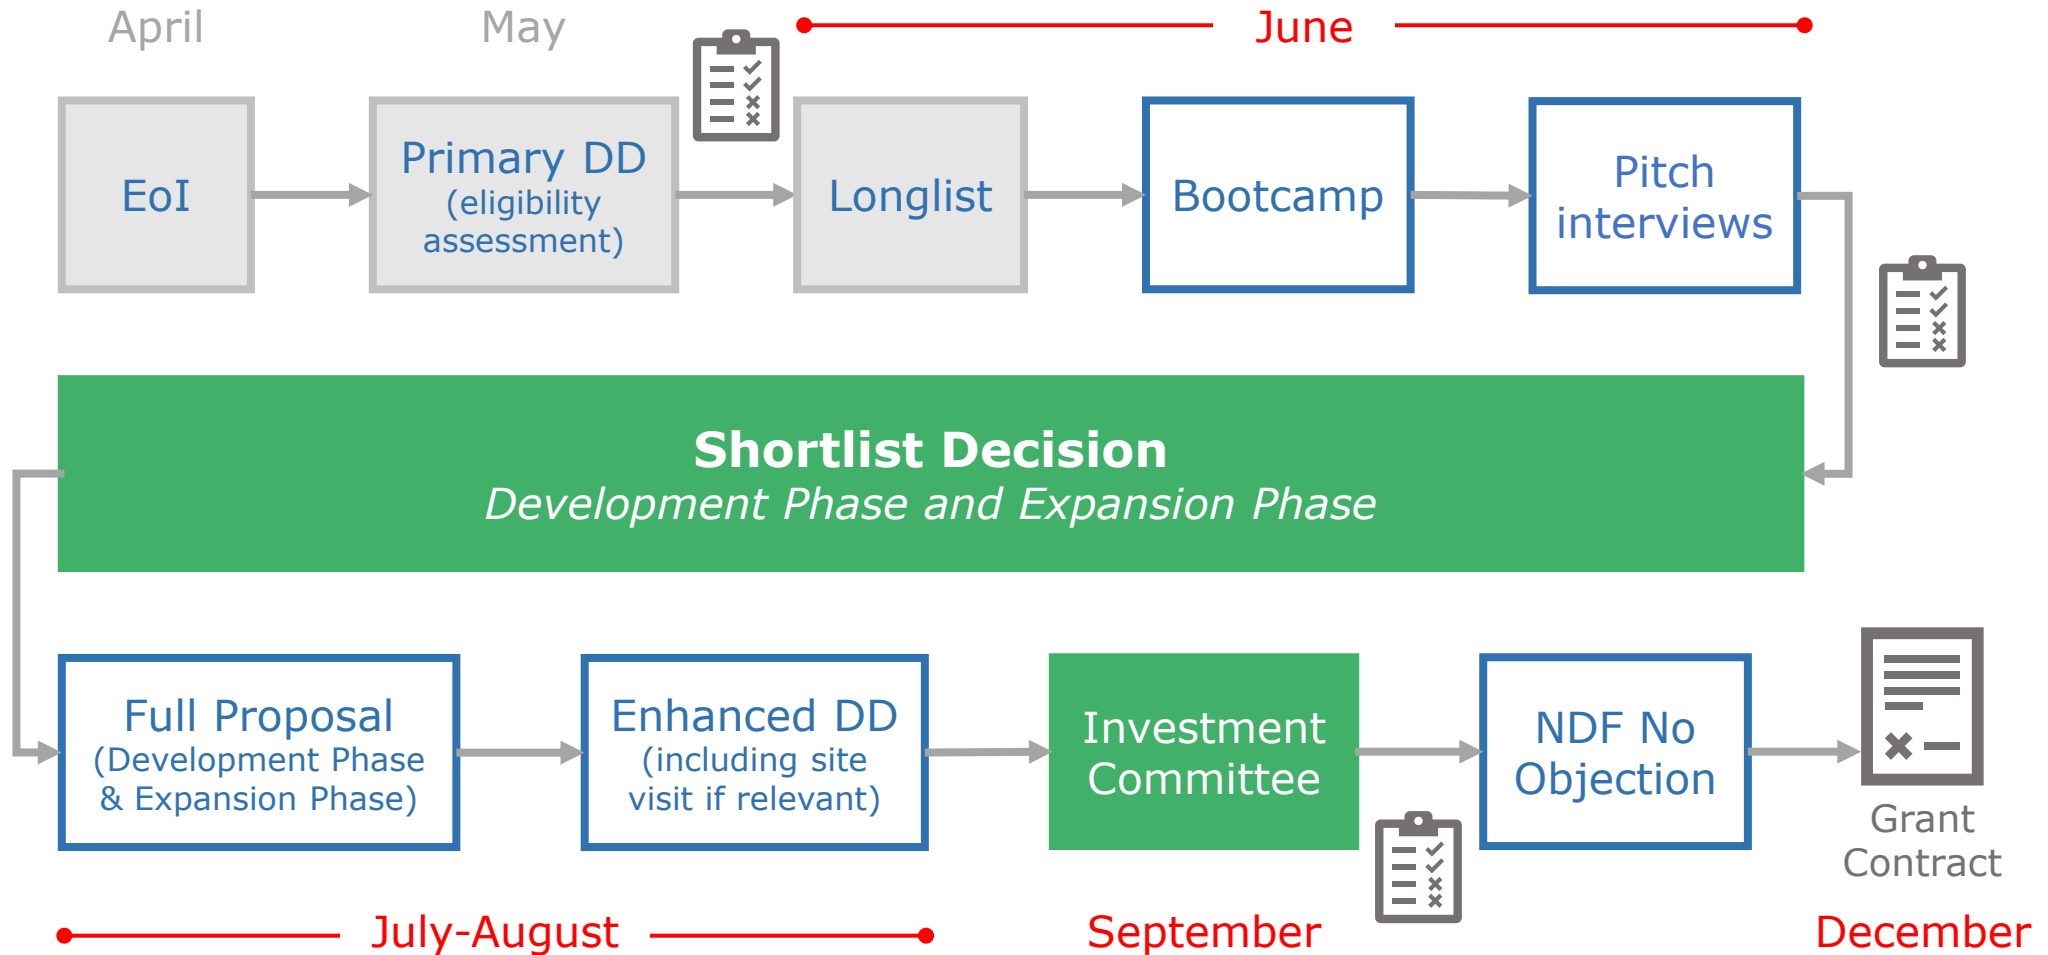 April
May
June
EoI
Primary DD
(eligibility
assessment)
Longlist
Bootcamp
Pitch
interviews
Shortlist Decision
Development Phase and Expansion Phase
Full Proposal
(Development Phase
& Expansion Phase)
Enhanced DD
(including site
visit if relevant)
Investment
Committee
NDF No
Objection
Grant
Contract
July-August
September
December